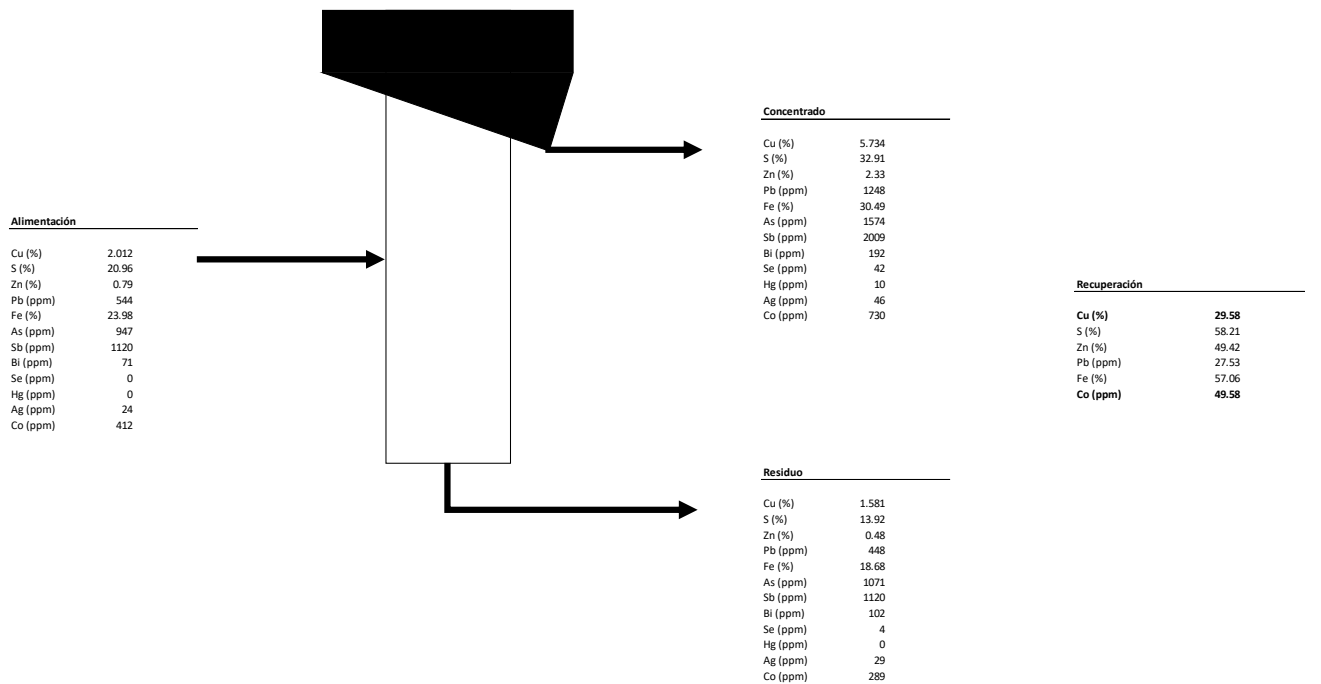 Alimentación
Cu (%) 2.012
S (%) 20.96
Zn (%) 0.79
Pb (ppm) 544
Fe (%) 23.98
As (ppm) 947
Sb (ppm) 1120
Bi (ppm) 71
Se (ppm) 0
Hg (ppm) 0
Ag (ppm) 24
Co (ppm) 412
Concentrado
Cu (%) 5.734
S (%) 32.91
Zn (%) 2.33
Pb (ppm) 1248
Fe (%) 30.49
As (ppm) 1574
Sb (ppm) 2009
Bi (ppm) 192
Se (ppm) 42
Hg (ppm) 10
Ag (ppm) 46
Co (ppm) 730
Residuo
Cu (%) 1.581
S (%) 13.92
Zn (%) 0.48
Pb (ppm) 448
Fe (%) 18.68
As (ppm) 1071
Sb (ppm) 1120
Bi (ppm) 102
Se (ppm) 4
Hg (ppm) 0
Ag (ppm) 29
Co (ppm) 289
Recuperación
Cu (%) 29.58
S (%) 58.21
Zn (%) 49.42
Pb (ppm) 27.53
Fe (%) 57.06
Co (ppm) 49.58